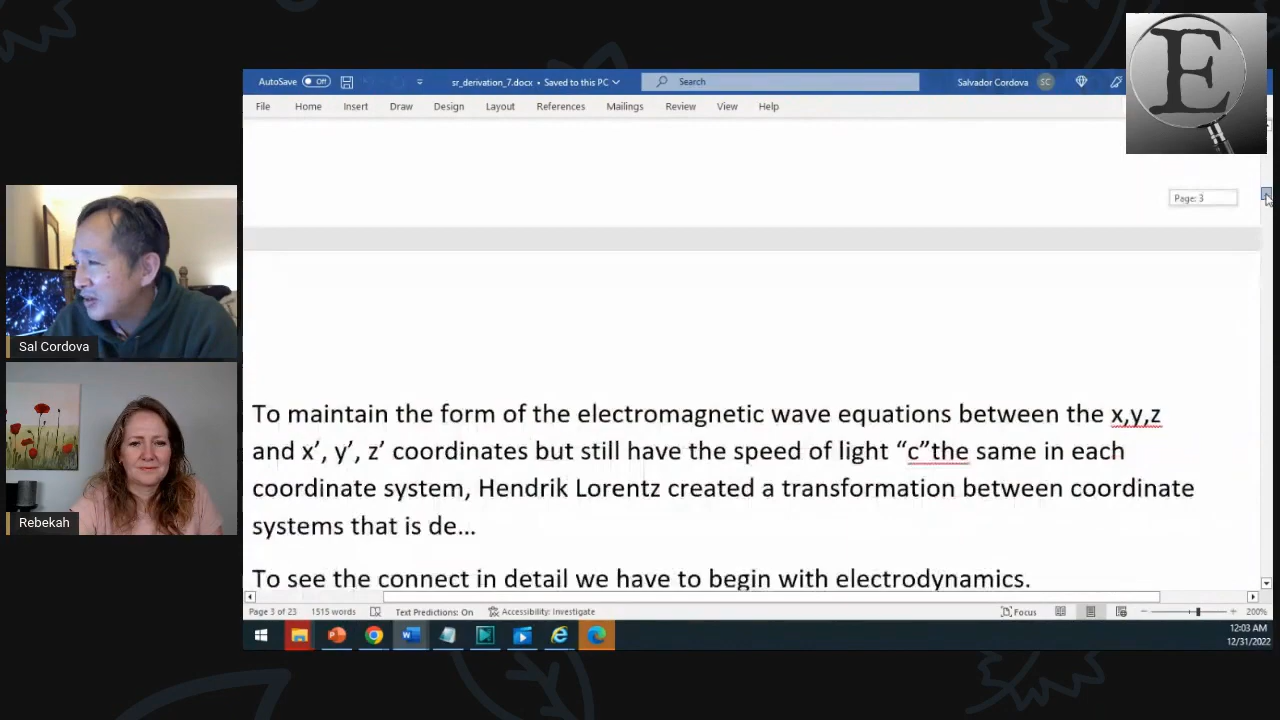 E
AutoSave Off
sr_derivation_7.docx • Saved to this PC
Search
Salvador Cordova SC
File Home Insert Draw Design Layout References Mailings Review View Help
Page: 3
To maintain the form of the electromagnetic wave equations between the x,y,z
and x’, y’, z’ coordinates but still have the speed of light “c”the same in each
coordinate system, Hendrik Lorentz created a transformation between coordinate
systems that is de...
To see the connect in detail we have to begin with electrodynamics.
Sal Cordova
Rebekah
Page 3 of 23 1515 words Text Predictions: On Accessibility: Investigate Focus 200%
12:03 AM
12/31/2022